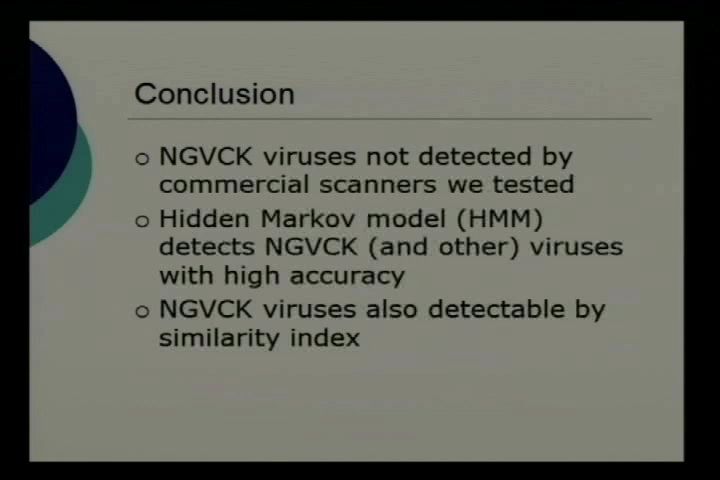 Conclusion
NGVCK viruses not detected by
commercial scanners we tested
Hidden Markov model (HMM)
detects NGVCK (and other) viruses
with high accuracy
NGVCK viruses also detectable by
similarity index